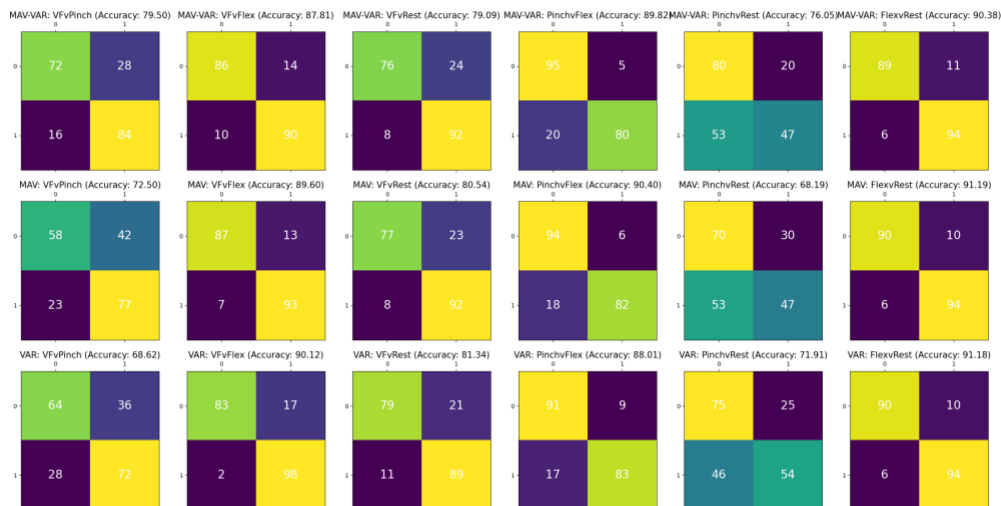 MAV-VAR: VFvPinch (Accuracy: 79.50) MAV-VAR: VFvFlex (Accuracy: 87.81) MAV-VAR: VFvRest (Accuracy: 79.09) MAV-VAR: PinchvFlex (Accuracy: 89.82) MAV-VAR: PinchvRest (Accuracy: 76.05) MAV-VAR: FlexvRest (Accuracy: 90.38)
0 1 0 1 0 1 0 1 0 1 0 1
0 72 28 0 86 14 0 76 24 0 95 5 0 80 20 0 89 11
1 16 84 1 10 90 1 8 92 1 20 80 1 53 47 1 6 94
MAV: VFvPinch (Accuracy: 72.50) MAV: VFvFlex (Accuracy: 89.60) MAV: VFvRest (Accuracy: 80.54) MAV: PinchvFlex (Accuracy: 90.40) MAV: PinchvRest (Accuracy: 68.19) MAV: FlexvRest (Accuracy: 91.19)
0 1 0 1 0 1 0 1 0 1 0 1
0 58 42 0 87 13 0 77 23 0 94 6 0 70 30 0 90 10
1 23 77 1 7 93 1 8 92 1 18 82 1 53 47 1 6 94
VAR: VFvPinch (Accuracy: 68.62) VAR: VFvFlex (Accuracy: 90.12) VAR: VFvRest (Accuracy: 81.34) VAR: PinchvFlex (Accuracy: 88.01) VAR: PinchvRest (Accuracy: 71.91) VAR: FlexvRest (Accuracy: 91.18)
0 1 0 1 0 1 0 1 0 1 0 1
0 64 36 0 83 17 0 79 21 0 91 9 0 75 25 0 90 10
1 28 72 1 2 98 1 11 89 1 17 83 1 46 54 1 6 94